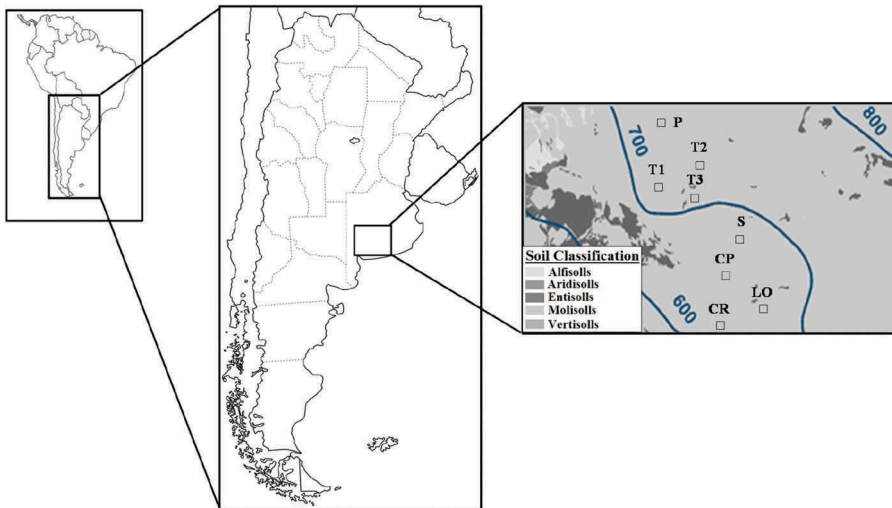 800
700
P
T2
T1
T3
S
Soil Classification
Alfisolls
Aridisolls
Entisolls
Molisolls
Vertisolls
CP
LO
600
CR